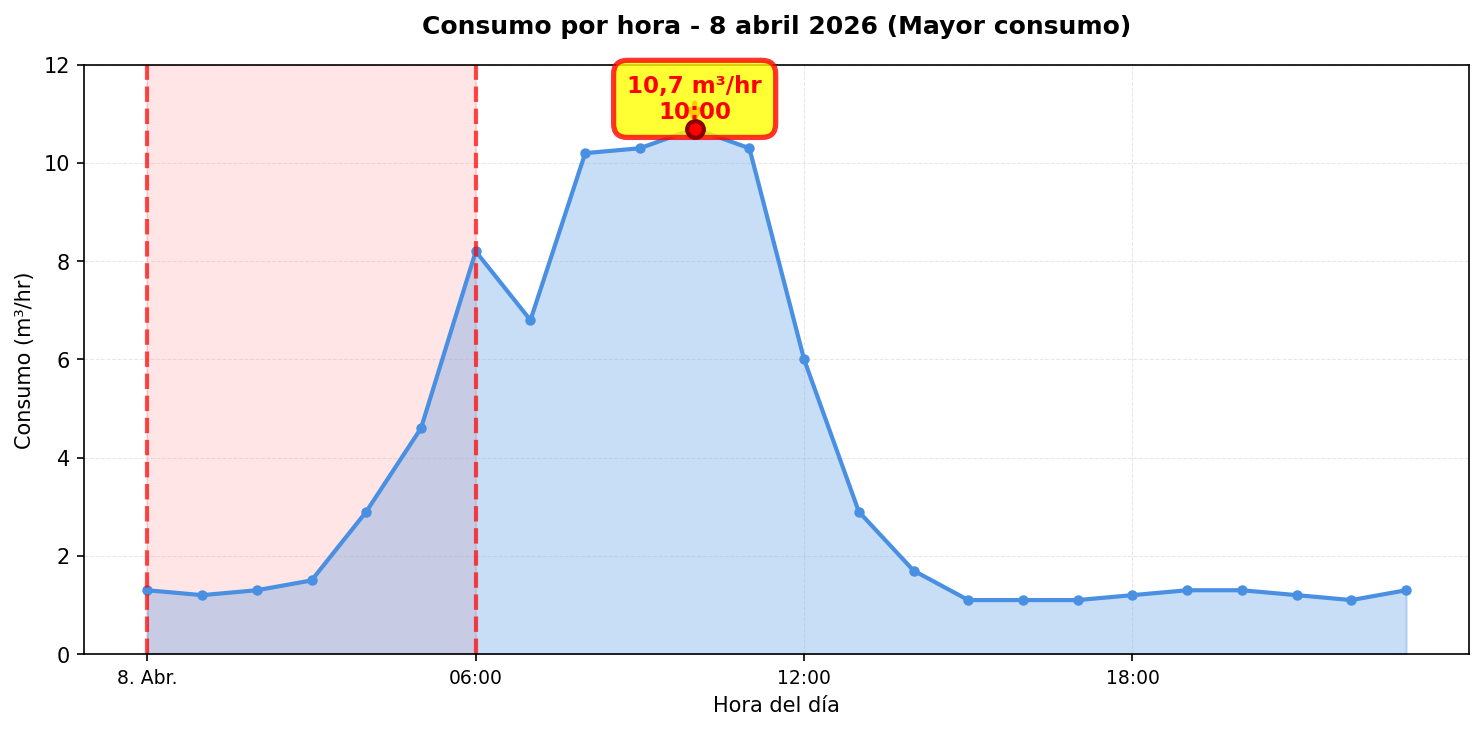 Consumo por hora - 8 abril 2026 (Mayor consumo)
10,7 m³/hr
10:00
Consumo (m³/hr)
12
10
8
6
4
2
0
8. Abr.
06:00
12:00
18:00
Hora del día